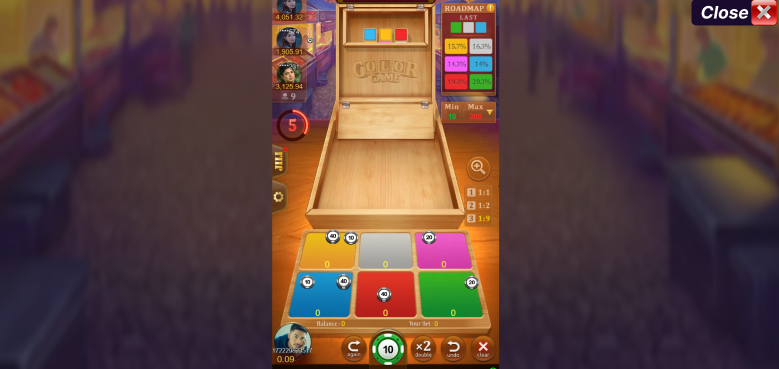 Close
4,051.32
1,905.91
3,125.94
9
5
ROADMAP
LAST
15.7% 16.3%
14.3% 14%
19.3% 20.3%
Min Max
10 200
COLOR
GAME
1 1:1
2 1:2
3 1:9
40 10 20
0 0 0
10 40 40 20
0 0 0
Balance 0 Your Bet 0
0.09
again
10
×2
double
undo
clear